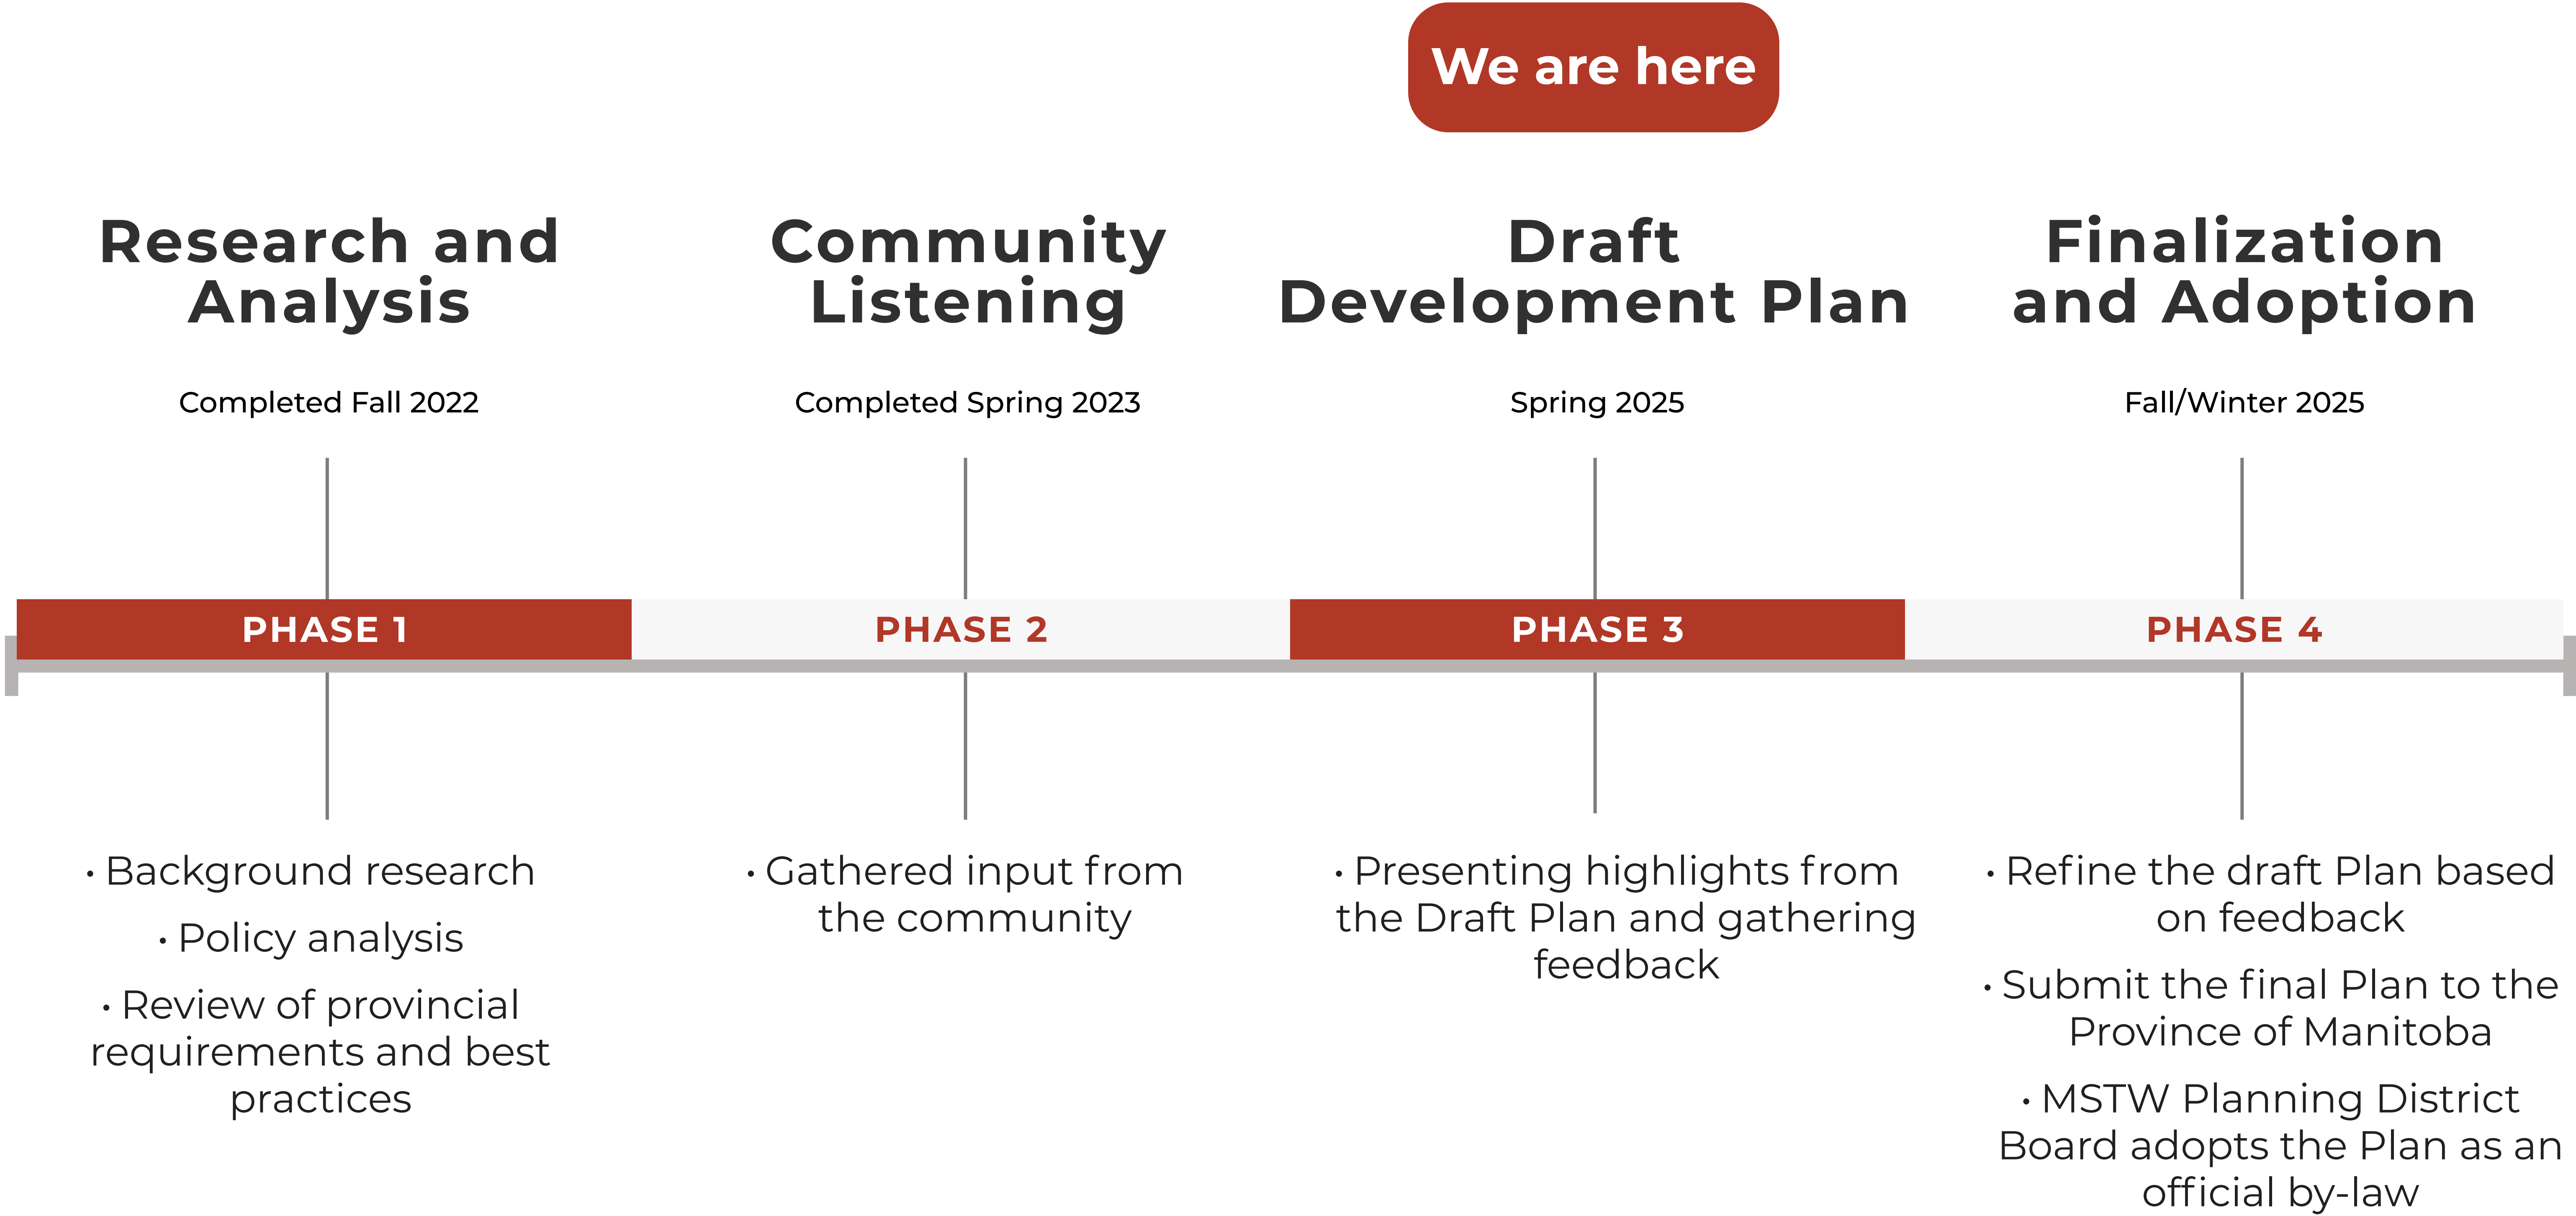 We are here
Research and
Analysis
Completed Fall 2022
PHASE 1
• Background research
• Policy analysis
• Review of provincial
requirements and best
practices
Community
Listening
Completed Spring 2023
PHASE 2
• Gathered input from
the community
Draft
Development Plan
Spring 2025
PHASE 3
• Presenting highlights from
the Draft Plan and gathering
feedback
Finalization
and Adoption
Fall/Winter 2025
PHASE 4
• Refine the draft Plan based
on feedback
• Submit the final Plan to the
Province of Manitoba
• MSTW Planning District
Board adopts the Plan as an
official by-law